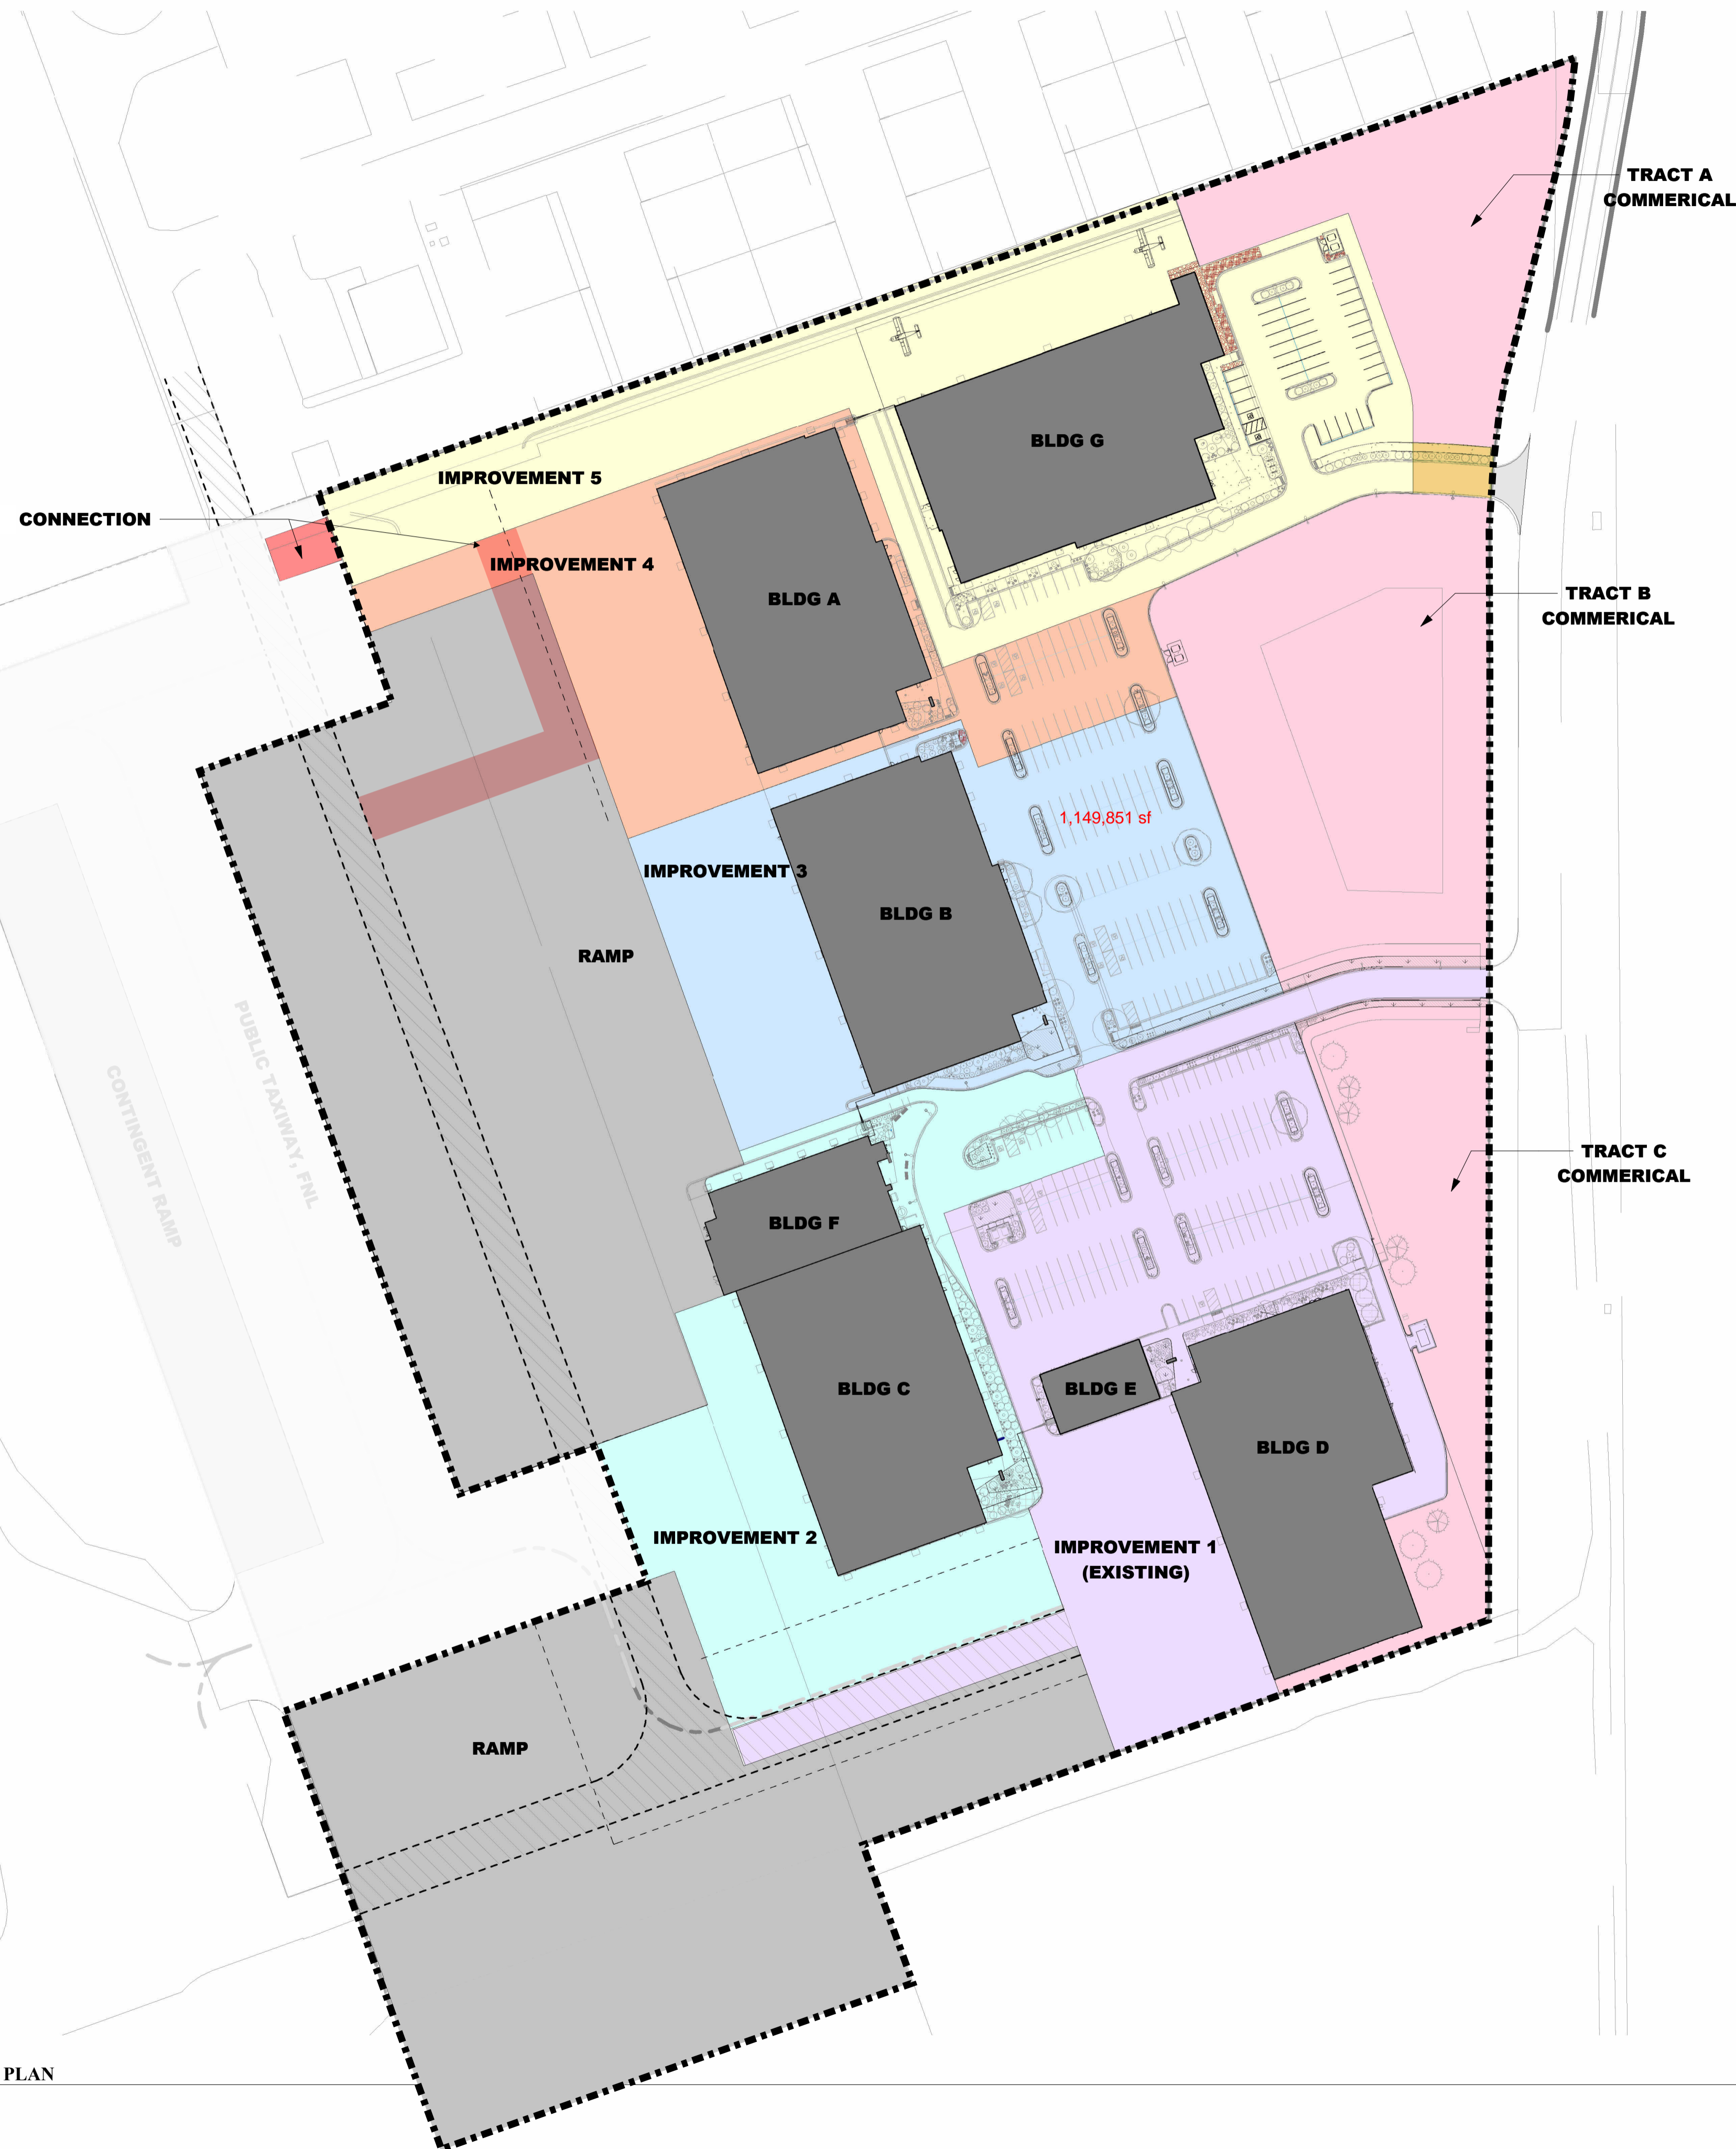 TRACT A
COMMERICAL
BLDG G
IMPROVEMENT 5
CONNECTION
IMPROVEMENT 4
BLDG A
TRACT B
COMMERICAL
1,149,851 sf
IMPROVEMENT 3
BLDG B
RAMP
PUBLIC TAXIWAY, FNL
CONTINGENT RAMP
TRACT C
COMMERICAL
BLDG F
BLDG C
BLDG E
BLDG D
IMPROVEMENT 2
IMPROVEMENT 1
(EXISTING)
RAMP
PLAN